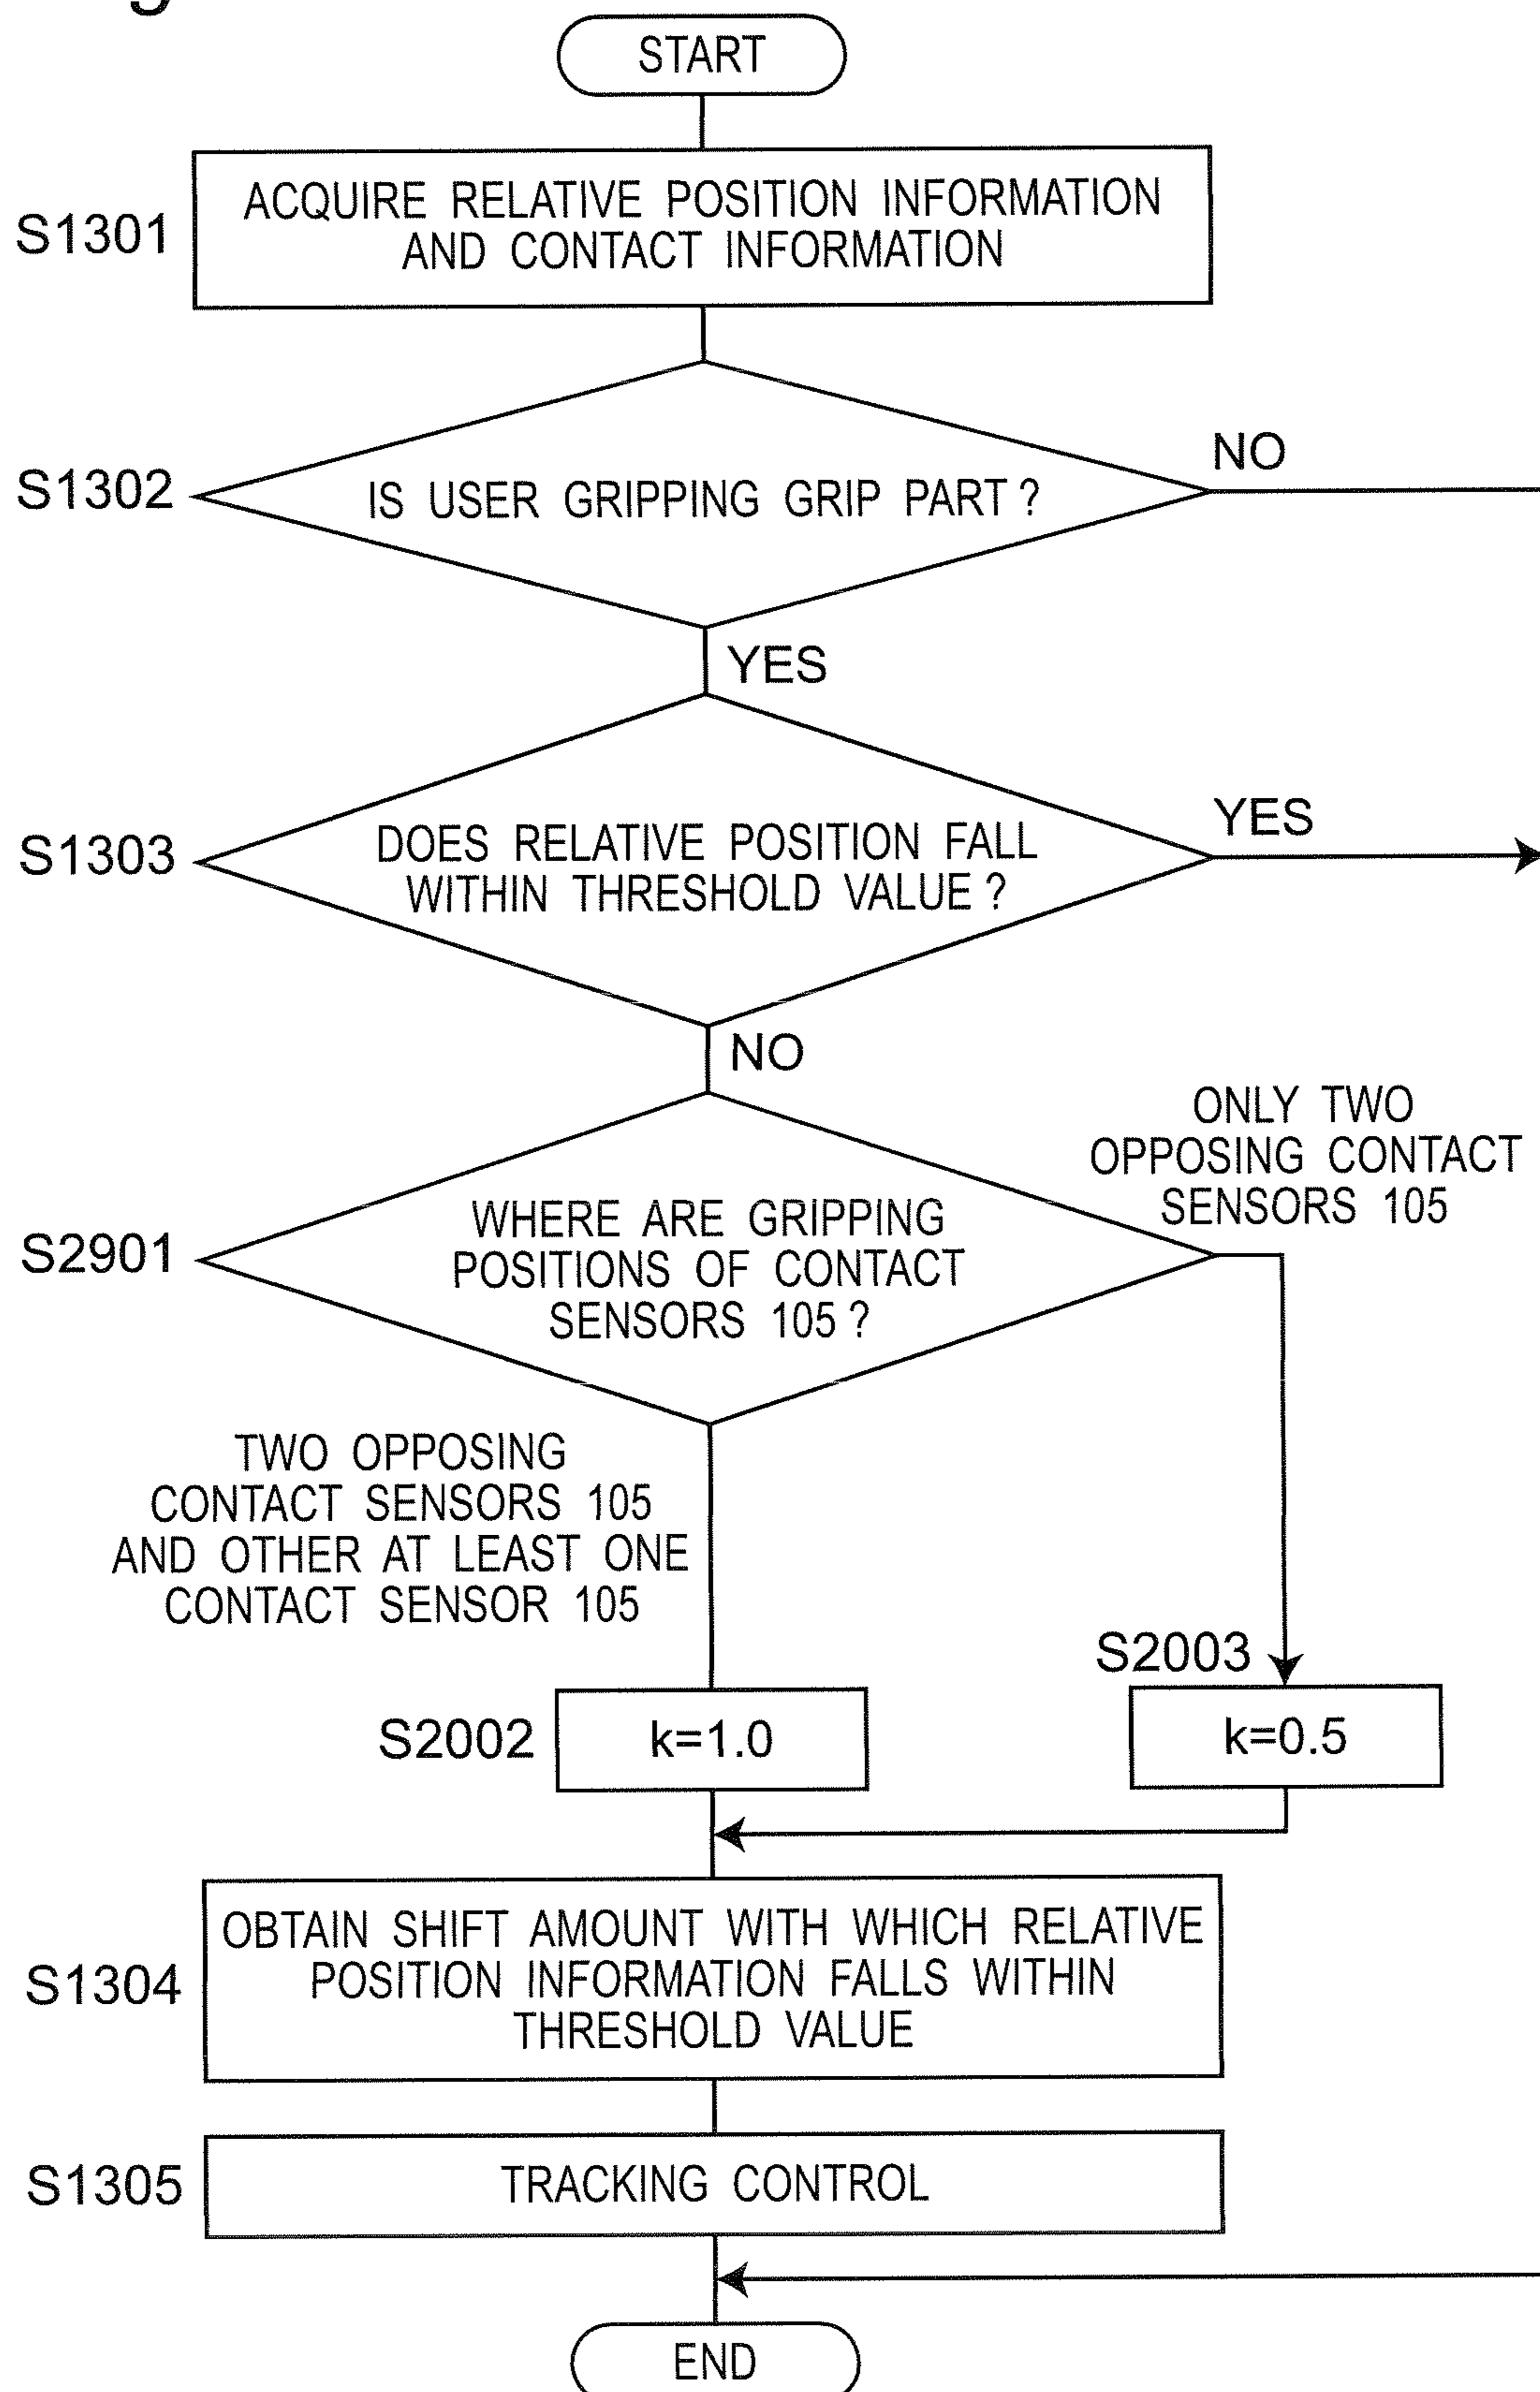 START
S1301
ACQUIRE RELATIVE POSITION INFORMATION
AND CONTACT INFORMATION
S1302
IS USER GRIPPING GRIP PART ?
NO
YES
S1303
DOES RELATIVE POSITION FALL
WITHIN THRESHOLD VALUE ?
YES
NO
S2901
WHERE ARE GRIPPING
POSITIONS OF CONTACT
SENSORS 105 ?
ONLY TWO
OPPOSING CONTACT
SENSORS 105
TWO OPPOSING
CONTACT SENSORS 105
AND OTHER AT LEAST ONE
CONTACT SENSOR 105
S2002
k=1.0
S2003
k=0.5
S1304
OBTAIN SHIFT AMOUNT WITH WHICH RELATIVE
POSITION INFORMATION FALLS WITHIN
THRESHOLD VALUE
S1305
TRACKING CONTROL
END